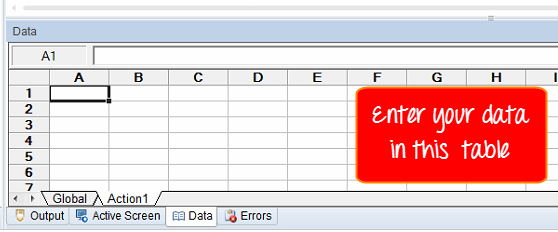 Data
A1
A B C D E F G H I
1
2
3
4
5
6
7
Enter your data
in this table
Global Action1
Output Active Screen Data Errors